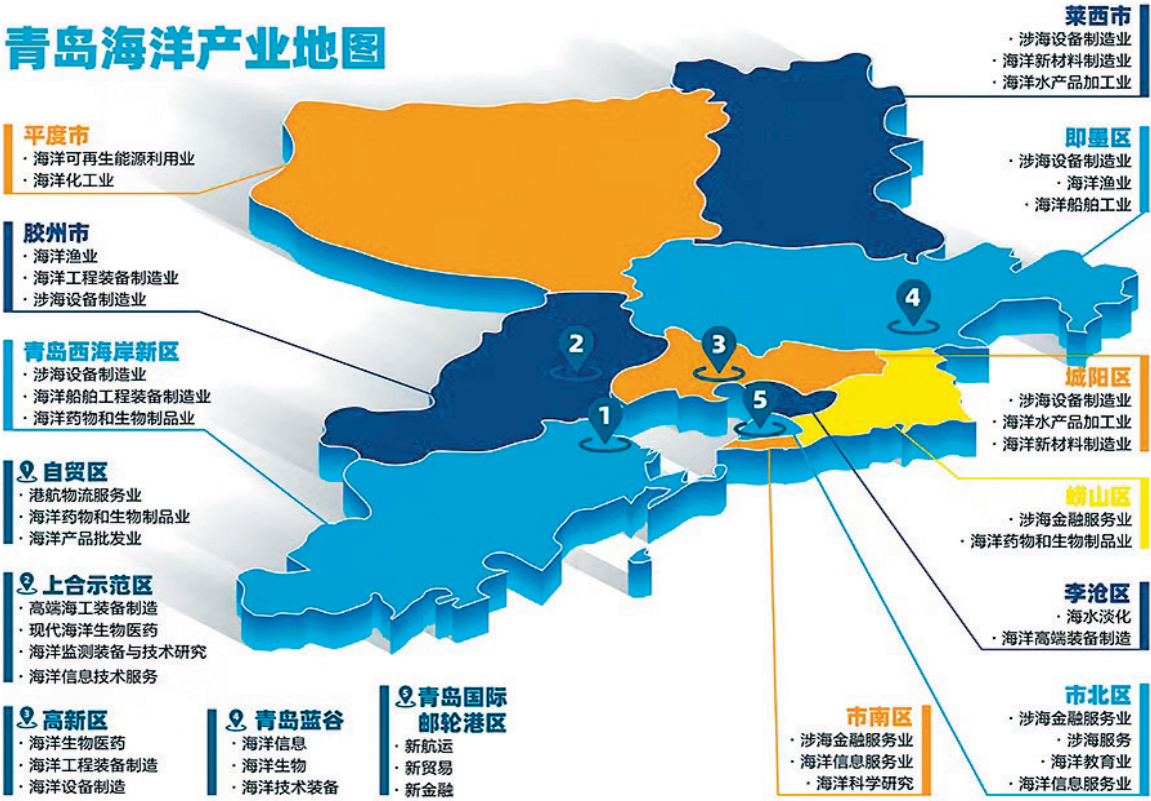 青岛海洋产业地图
平度市
· 海洋可再生能源利用业
· 海洋化工业
胶州市
· 海洋渔业
· 海洋工程装备制造业
· 涉海设备制造业
青岛西海岸新区
· 涉海设备制造业
· 海洋船舶工程装备制造业
· 海洋药物和生物制品业
1 自贸区
· 港航物流服务业
· 海洋药物和生物制品业
· 海洋产品批发业
2 上合示范区
· 高端海工装备制造
· 现代海洋生物医药
· 海洋监测装备与技术研究
· 海洋信息技术服务
3 高新区
· 海洋生物医药
· 海洋工程装备制造
· 海洋设备制造
青岛蓝谷
· 海洋信息
· 海洋生物
· 海洋技术装备
5 青岛国际
邮轮港区
· 新航运
· 新贸易
· 新金融
莱西市
· 涉海设备制造业
· 海洋新材料制造业
· 海洋水产品加工业
即墨区
· 涉海设备制造业
· 海洋渔业
· 海洋船舶工业
城阳区
· 涉海设备制造业
· 海洋水产品加工业
· 海洋新材料制造业
崂山区
· 涉海金融服务业
· 海洋药物和生物制品业
李沧区
· 海水淡化
· 海洋高端装备制造
市北区
· 涉海金融服务业
· 涉海服务
· 海洋教育业
· 海洋信息服务业
市南区
· 涉海金融服务业
· 海洋信息服务业
· 海洋科学研究
4
2
3
5
1